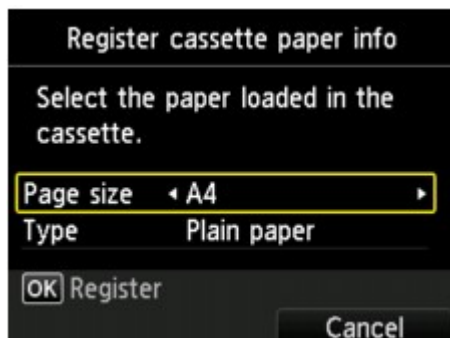 Register cassette paper info
Select the paper loaded in the
cassette.
Page size A4
Type Plain paper
OK Register
Cancel